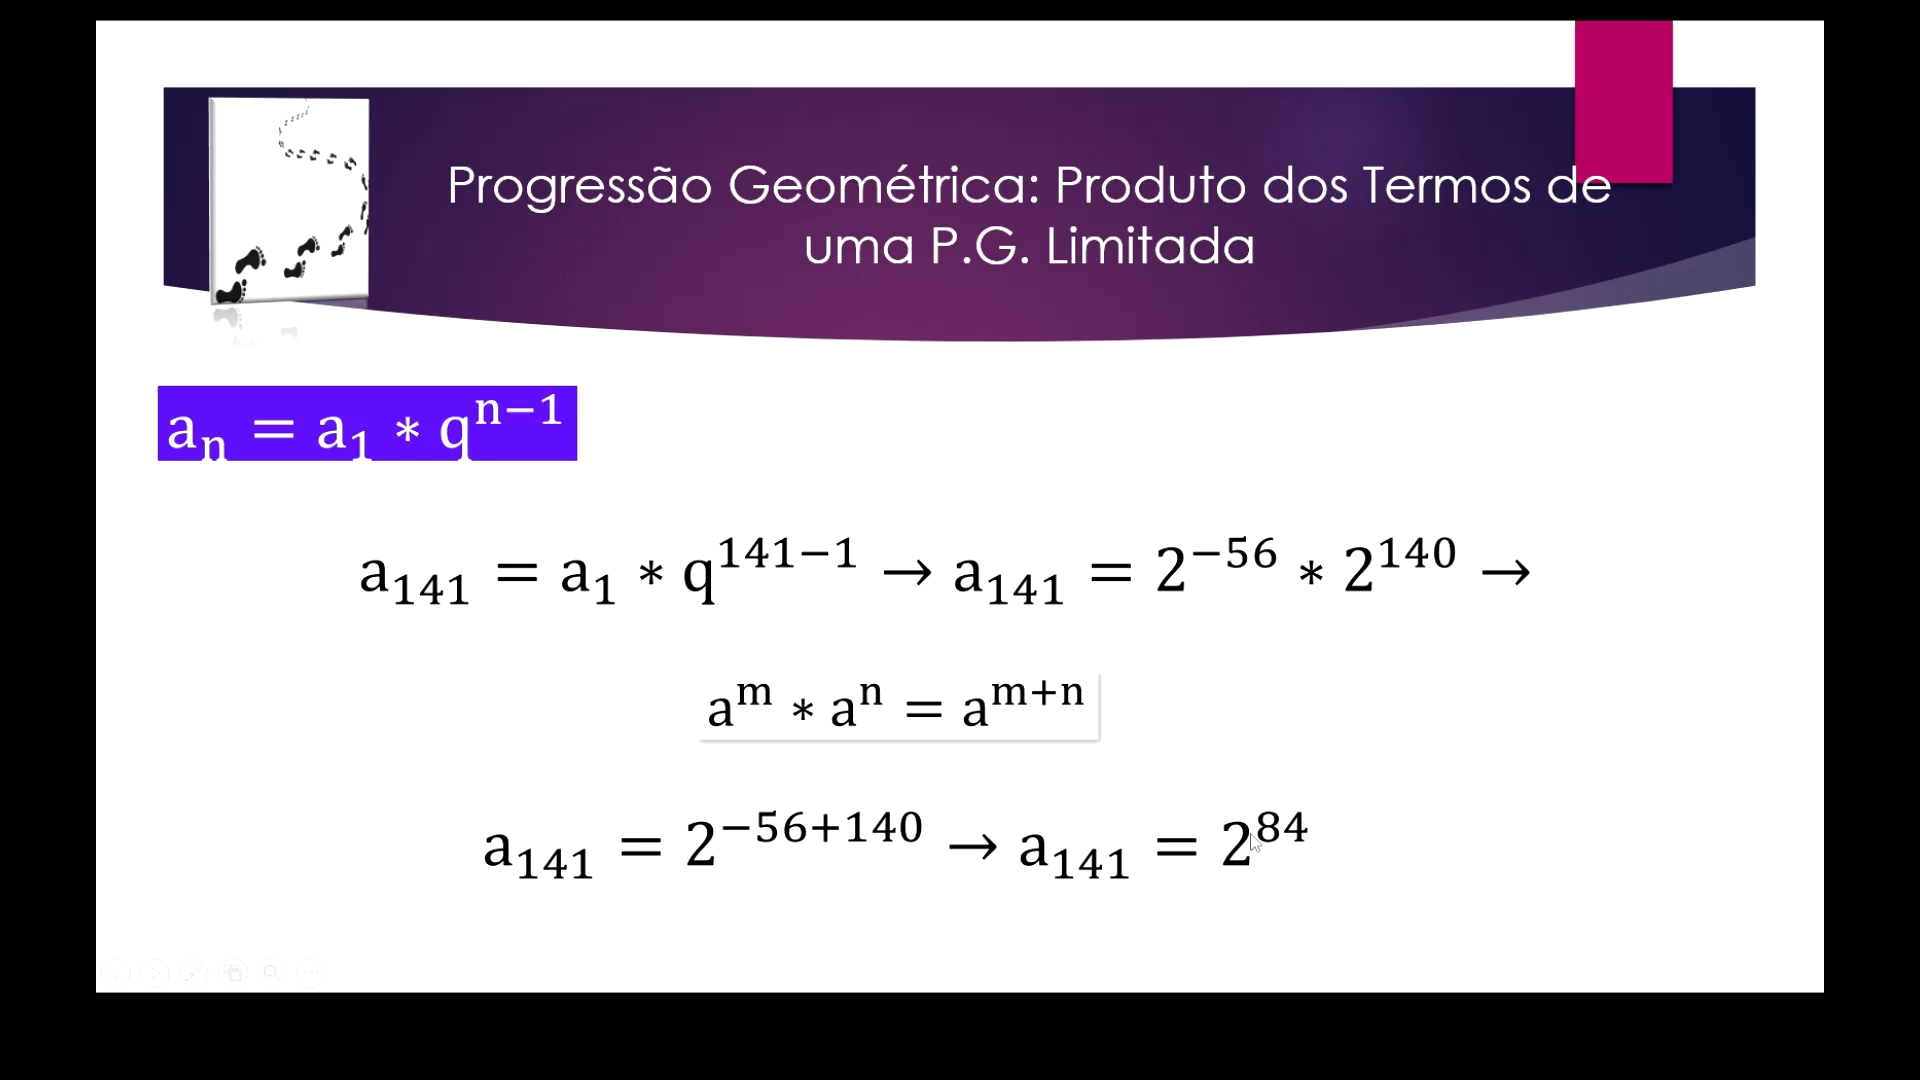 Progressão Geométrica: Produto dos Termos de
uma P.G. Limitada
aₙ = a₁ ∗ qⁿ⁻¹
a₁₄₁ = a₁ ∗ q¹⁴¹⁻¹ → a₁₄₁ = 2⁻⁵⁶ ∗ 2¹⁴⁰ →
aᵐ ∗ aⁿ = aᵐ⁺ⁿ
a₁₄₁ = 2⁻⁵⁶⁺¹⁴⁰ → a₁₄₁ = 2⁸⁴